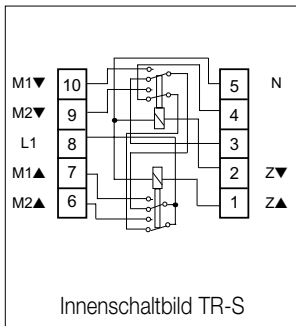 M1▼ 10 5 N
M2▼ 9 4
L1 8 3
M1▲ 7 2 Z▼
M2▲ 6 1 Z▲
Innenschaltbild TR-S